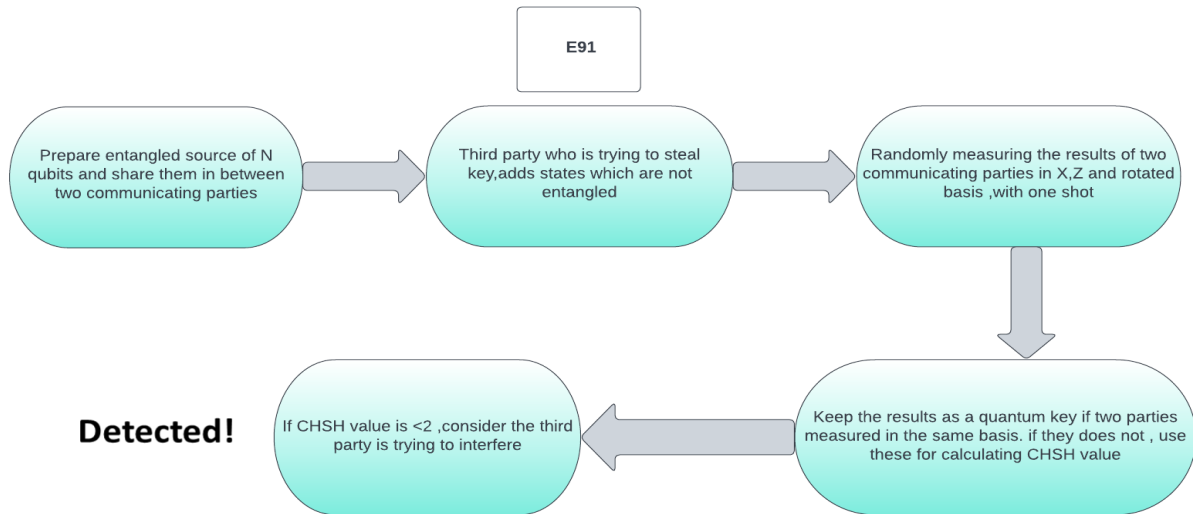 E91
Prepare entangled source of N
qubits and share them in between
two communicating parties
Third party who is trying to steal
key,adds states which are not
entangled
Randomly measuring the results of two
communicating parties in X,Z and rotated
basis ,with one shot
Keep the results as a quantum key if two parties
measured in the same basis. if they does not , use
these for calculating CHSH value
If CHSH value is <2 ,consider the third
party is trying to interfere
Detected!